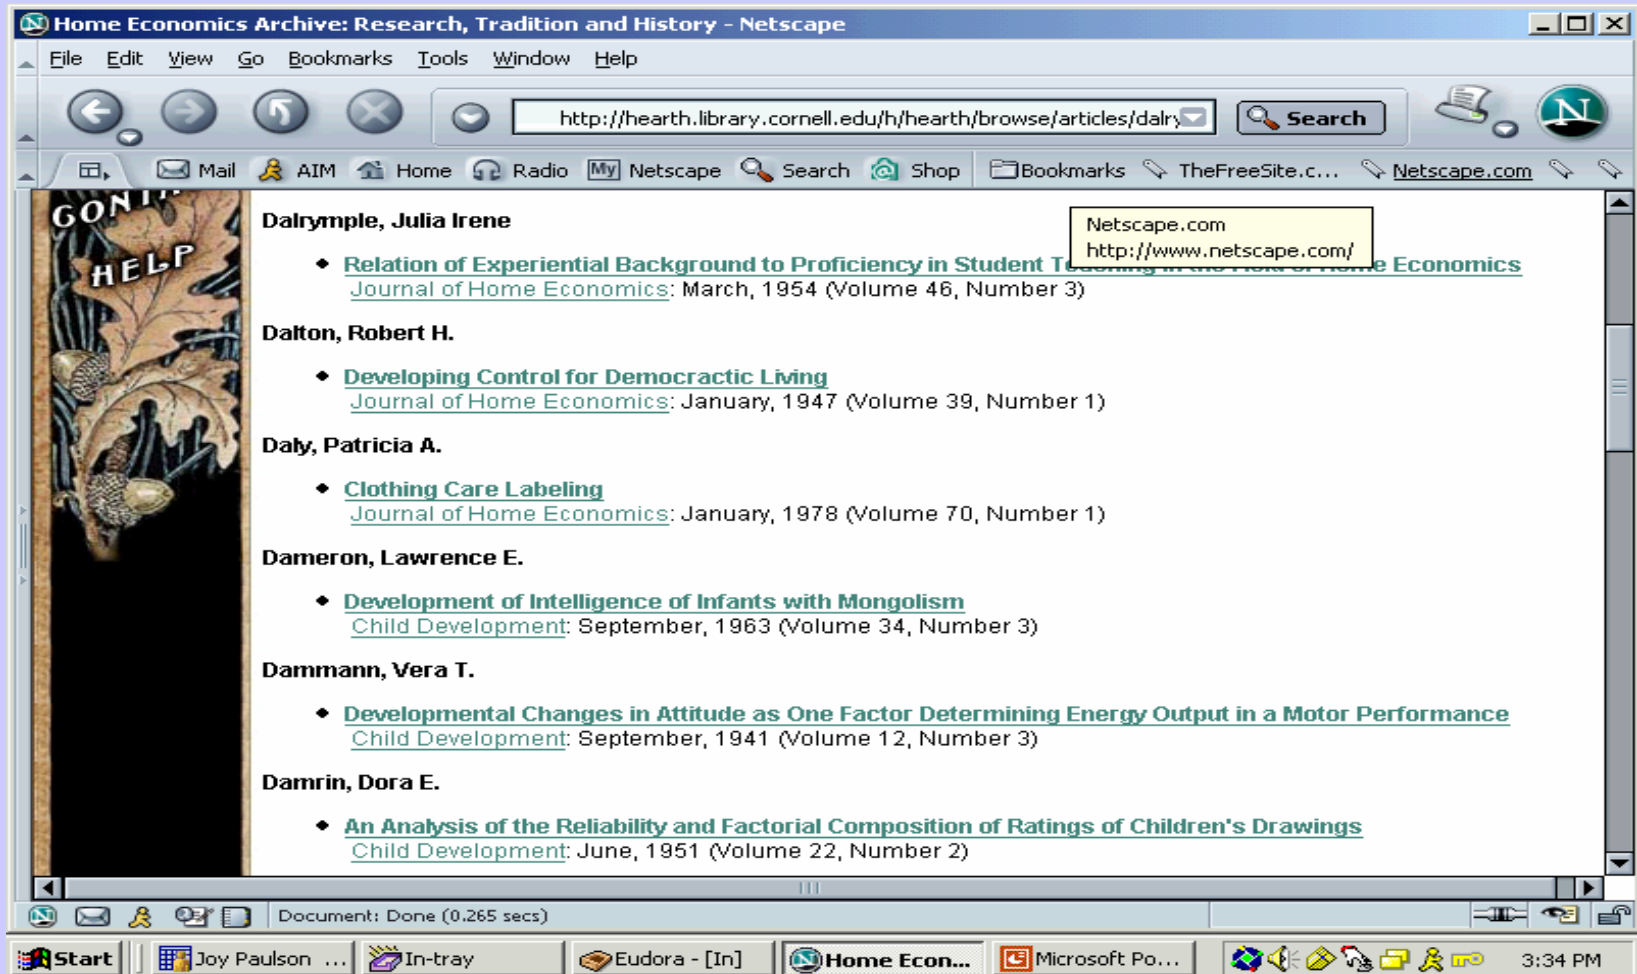 Home Economics Archive: Research, Tradition and History - Netscape
File Edit View Go Bookmarks Tools Window Help
http://hearth.library.cornell.edu/h/hearth/browse/articles/dalry
Search
Mail AIM Home Radio My Netscape Search Shop Bookmarks TheFreeSite.c... Netscape.com
HELP
Netscape.com
http://www.netscape.com/
Dalrymple, Julia Irene
Relation of Experiential Background to Proficiency in Student Teaching in the Field of Home Economics
Journal of Home Economics: March, 1954 (Volume 46, Number 3)
Dalton, Robert H.
Developing Control for Democractic Living
Journal of Home Economics: January, 1947 (Volume 39, Number 1)
Daly, Patricia A.
Clothing Care Labeling
Journal of Home Economics: January, 1978 (Volume 70, Number 1)
Dameron, Lawrence E.
Development of Intelligence of Infants with Mongolism
Child Development: September, 1963 (Volume 34, Number 3)
Dammann, Vera T.
Developmental Changes in Attitude as One Factor Determining Energy Output in a Motor Performance
Child Development: September, 1941 (Volume 12, Number 3)
Damrin, Dora E.
An Analysis of the Reliability and Factorial Composition of Ratings of Children's Drawings
Child Development: June, 1951 (Volume 22, Number 2)
Document: Done (0.265 secs)
Start Joy Paulson ... In-tray Eudora - [In] Home Econ... Microsoft Po... 3:34 PM